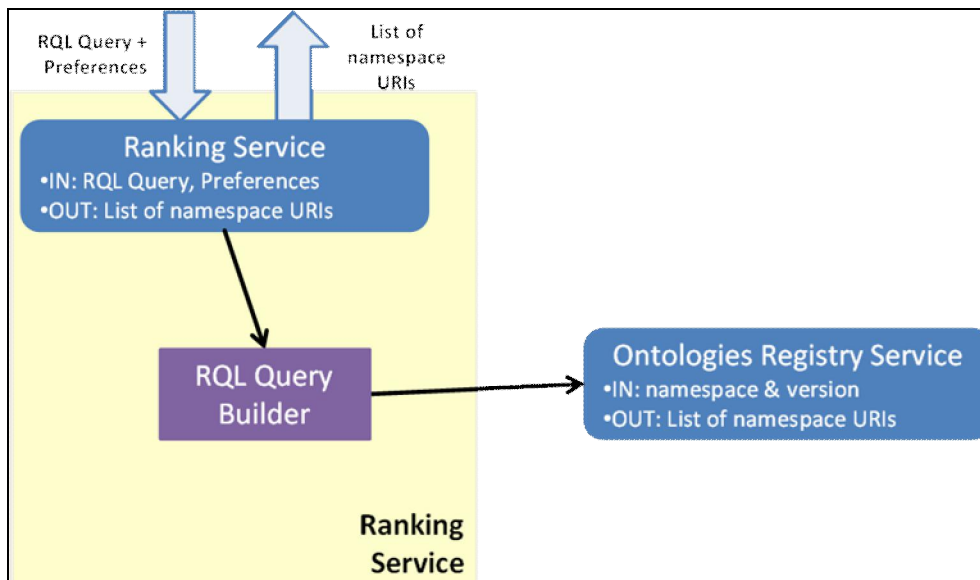 RQL Query +
Preferences
List of
namespace
URIs
Ranking Service
•IN: RQL Query, Preferences
•OUT: List of namespace URIs
RQL Query
Builder
Ontologies Registry Service
•IN: namespace & version
•OUT: List of namespace URIs
Ranking
Service